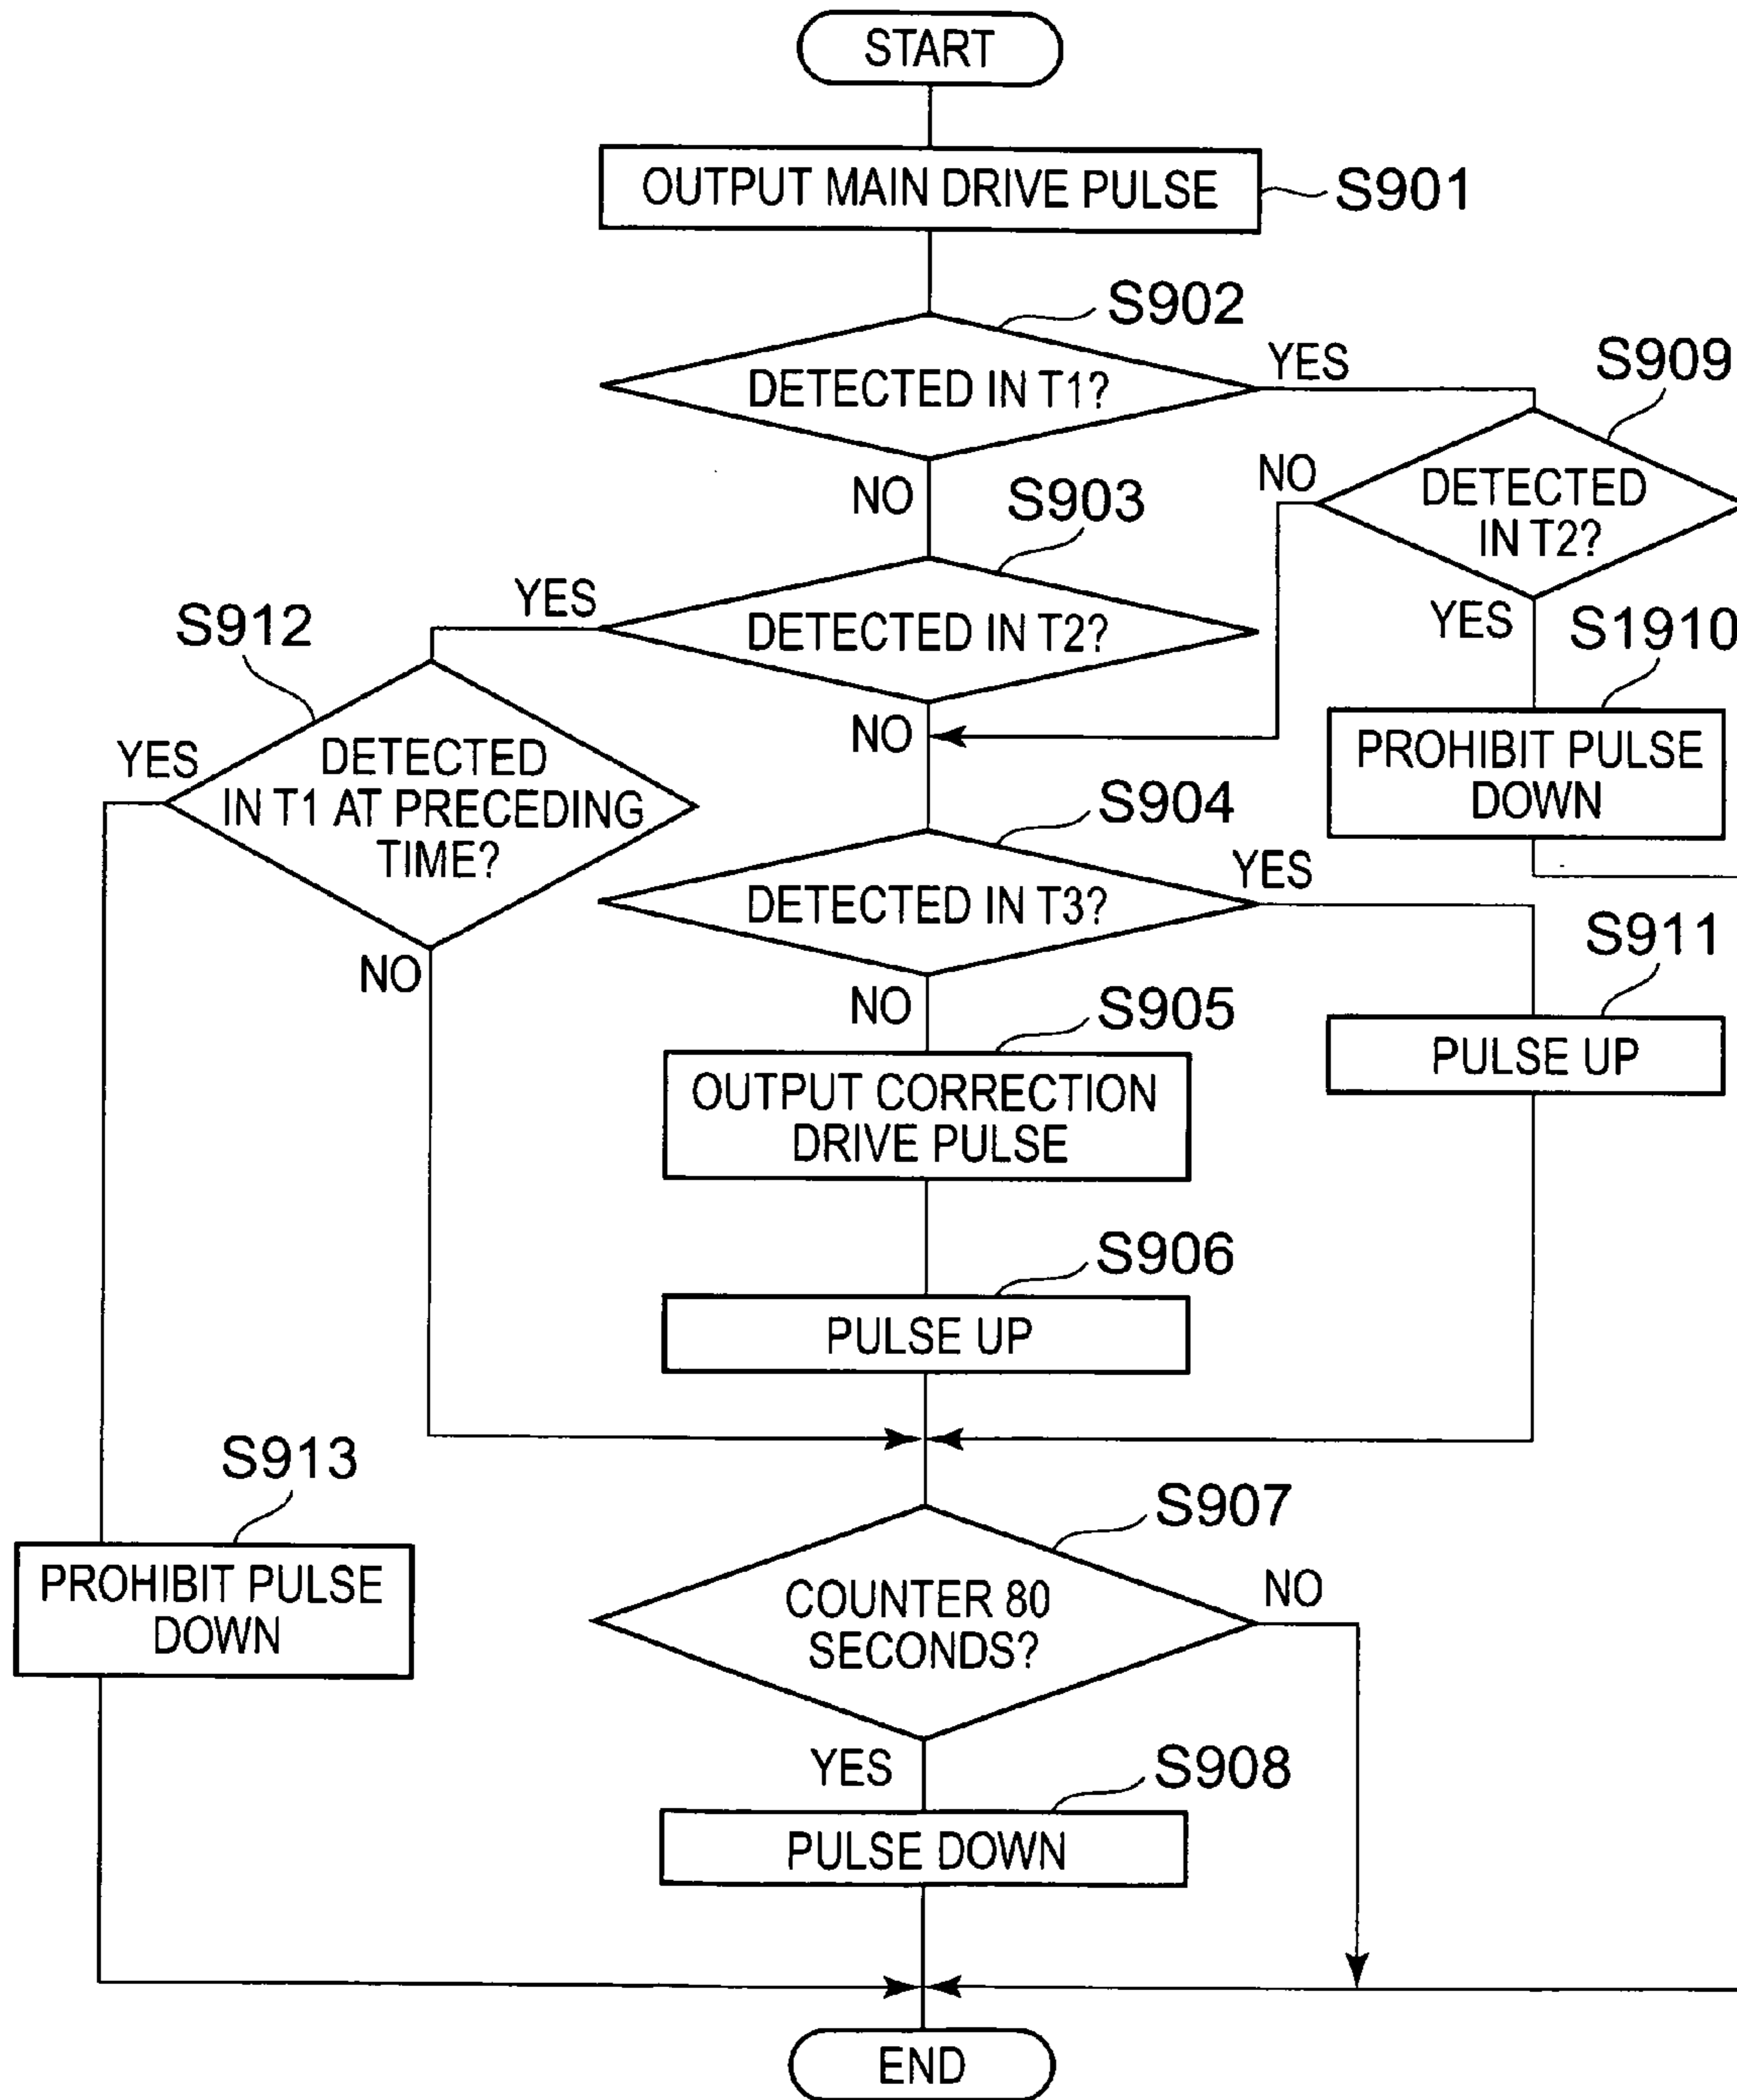 START
OUTPUT MAIN DRIVE PULSE
S901
S902
DETECTED IN T1?
YES
NO
S909
DETECTED
IN T2?
NO
YES
S903
DETECTED IN T2?
YES
NO
S1910
PROHIBIT PULSE
DOWN
S912
DETECTED
IN T1 AT PRECEDING
TIME?
YES
NO
S904
DETECTED IN T3?
YES
NO
S911
PULSE UP
S905
OUTPUT CORRECTION
DRIVE PULSE
S906
PULSE UP
S913
PROHIBIT PULSE
DOWN
S907
COUNTER 80
SECONDS?
NO
YES
S908
PULSE DOWN
END